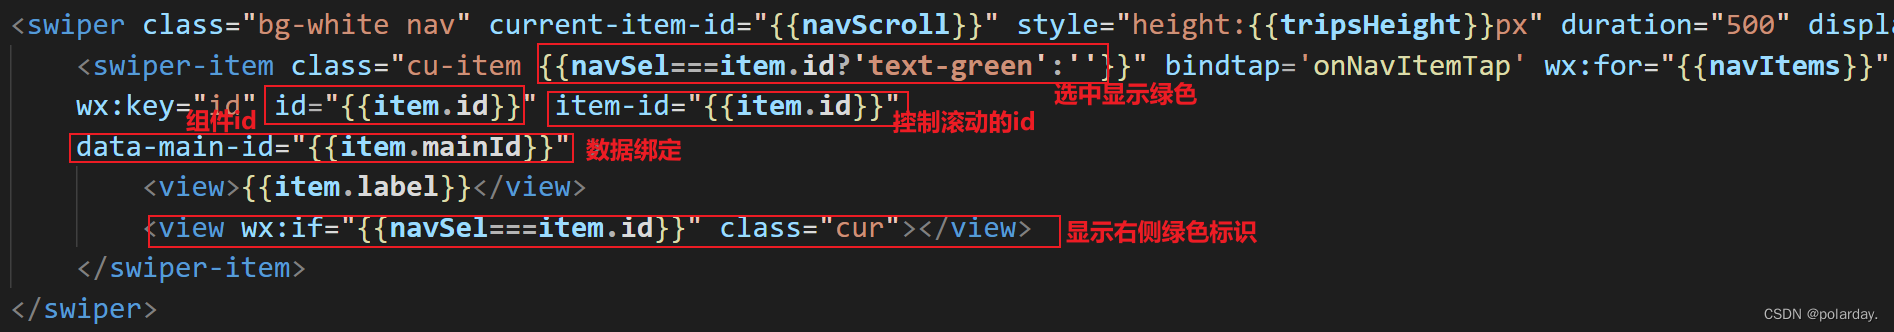 <swiper class="bg-white nav" current-item-id="{{navScroll}}" style="height:{{tripsHeight}}px" duration="500" displa
<swiper-item class="cu-item {{navSel===item.id?'text-green':''}}" bindtap='onNavItemTap' wx:for="{{navItems}}"
选中显示绿色
wx:key="id" id="{{item.id}}" item-id="{{item.id}}"
组件id
控制滚动的id
data-main-id="{{item.mainId}}"
数据绑定
<view>{{item.label}}</view>
<view wx:if="{{navSel===item.id}}" class="cur"></view>
显示右侧绿色标识
</swiper-item>
</swiper>
CSDN @polarday.